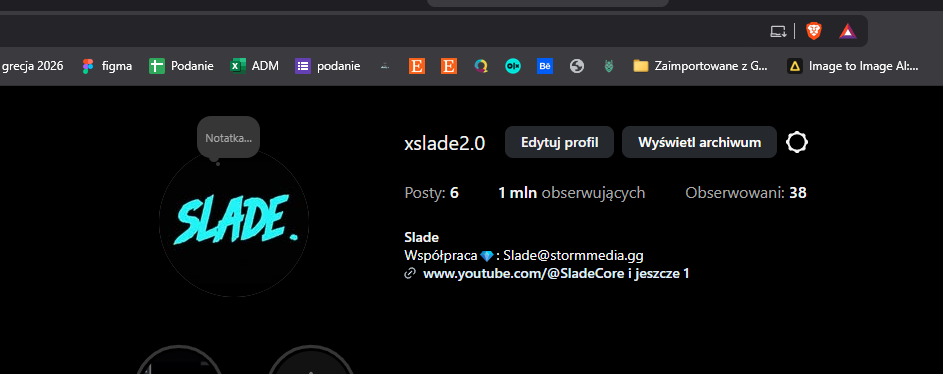 grecja 2026 figma Podanie ADM podanie Zaimportowane z G... Image to Image AI:...
Notatka...
SLADE.
xslade2.0 Edytuj profil Wyświetl archiwum
Posty: 6 1 mln obserwujących Obserwowani: 38
Slade
Współpraca💎: Slade@stormmedia.gg
www.youtube.com/@SladeCore i jeszcze 1